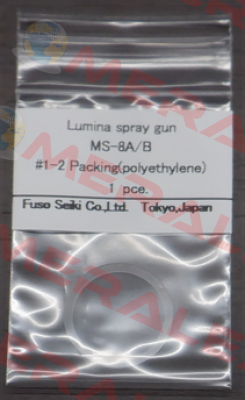 Lumina spray gun
MS-8A/B
#1-2 Packing(polyethylene)
1 pce.
Fuso Seiki Co.,Ltd. Tokyo,Japan